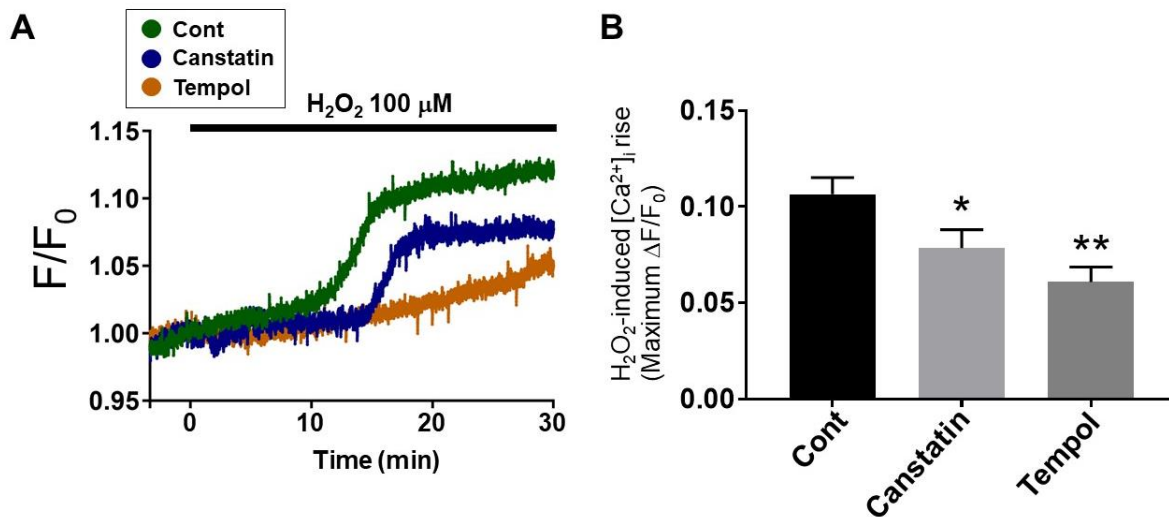 A
Cont
Canstatin
Tempol
H₂O₂ 100 μM
1.15
1.10
1.05
1.00
0.95
F/F₀
0
10
20
30
Time (min)
B
H₂O₂-induced [Ca²⁺]ᵢ rise
(Maximum ΔF/F₀)
0.15
0.10
0.05
0.00
*
**
Cont
Canstatin
Tempol